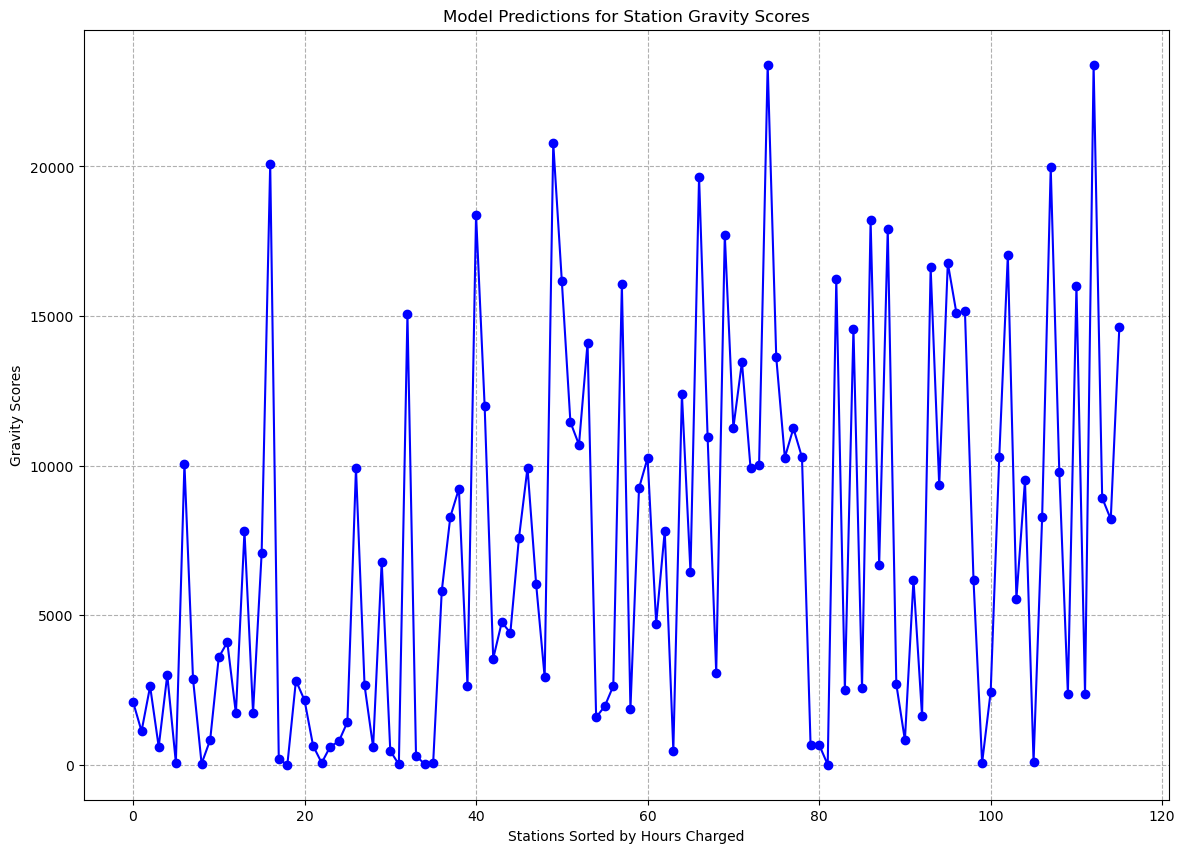 Model Predictions for Station Gravity Scores
Gravity Scores
20000
15000
10000
5000
0
0 20 40 60 80 100 120
Stations Sorted by Hours Charged